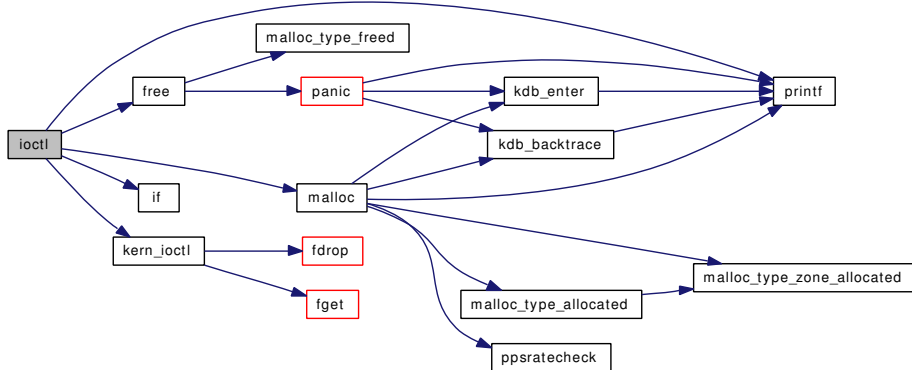 malloc_type_freed
free
panic
kdb_enter
printf
ioctl
kdb_backtrace
if
malloc
kern_ioctl
fdrop
malloc_type_zone_allocated
fget
malloc_type_allocated
ppsratecheck